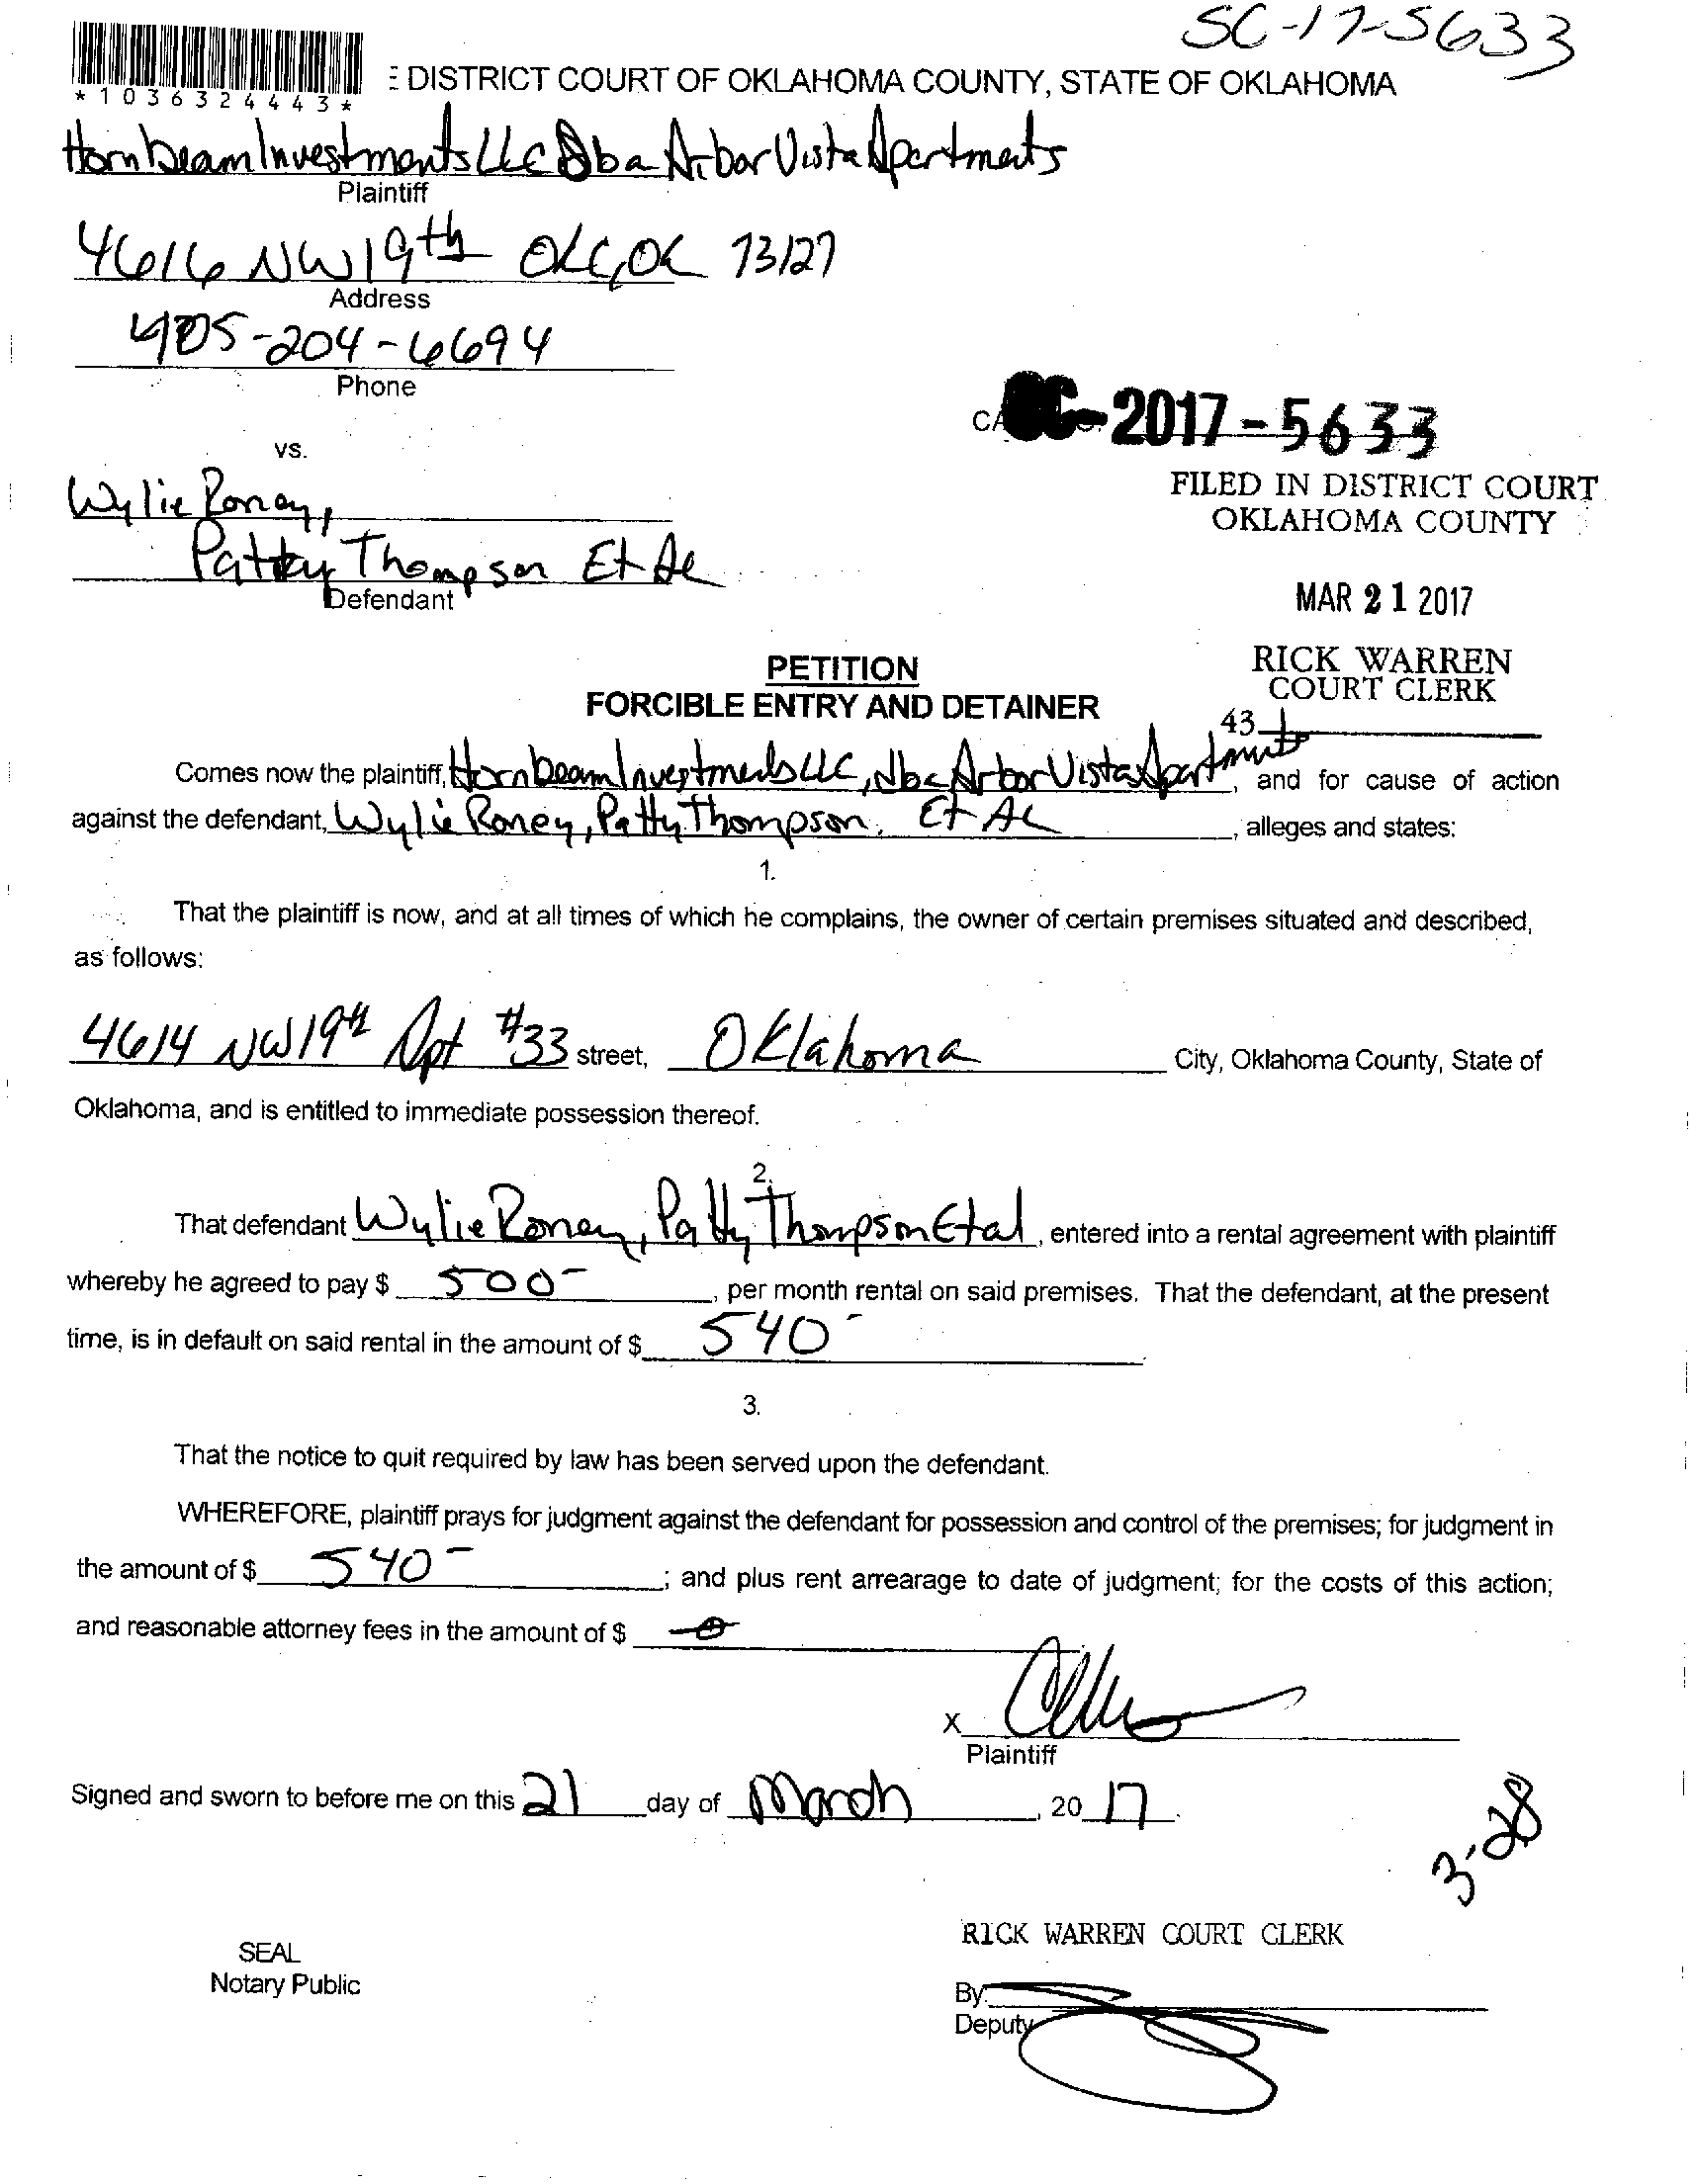 SC-17-5633
*1036324443*
E DISTRICT COURT OF OKLAHOMA COUNTY, STATE OF OKLAHOMA
Hornbeam Investments LLC Dba Arbor Vista Apartments
Plaintiff
4616 NW 19th OKC, OK 73127
Address
405-204-6694
Phone
CA SC-2017-5633
vs.
FILED IN DISTRICT COURT
OKLAHOMA COUNTY
Wylie Roney,
Patty Thompson Et Al
Defendant
MAR 21 2017
RICK WARREN
COURT CLERK
43
PETITION
FORCIBLE ENTRY AND DETAINER
Comes now the plaintiff, Hornbeam Investments LLC, dba Arbor Vista Apartments, and for cause of action
against the defendant, Wylie Roney, Patty Thompson, Et Al, alleges and states:
1.
That the plaintiff is now, and at all times of which he complains, the owner of certain premises situated and described,
as follows:
4614 NW 19th Apt #33 street, Oklahoma City, Oklahoma County, State of
Oklahoma, and is entitled to immediate possession thereof.
2.
That defendant Wylie Roney, Patty Thompson Et al, entered into a rental agreement with plaintiff
whereby he agreed to pay $ 500-, per month rental on said premises. That the defendant, at the present
time, is in default on said rental in the amount of $ 540-.
3.
That the notice to quit required by law has been served upon the defendant.
WHEREFORE, plaintiff prays for judgment against the defendant for possession and control of the premises; for judgment in
the amount of $ 540-; and plus rent arrearage to date of judgment; for the costs of this action;
and reasonable attorney fees in the amount of $ 0
X
Plaintiff
Signed and sworn to before me on this 21 day of March, 2017.
3-28
RICK WARREN COURT CLERK
SEAL
Notary Public
By:
Deputy